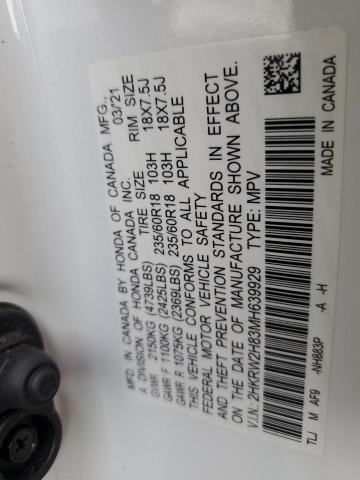 MFD. IN CANADA BY HONDA OF CANADA MFG.,
A DIVISION OF HONDA CANADA INC. 03/21
TIRE SIZE RIM SIZE
GVWR 2150KG (4739LBS)
GAWR F 1100KG (2425LBS) 235/60R18 103H 18X7.5J
GAWR R 1075KG (2369LBS) 235/60R18 103H 18X7.5J
THIS VEHICLE CONFORMS TO ALL APPLICABLE
FEDERAL MOTOR VEHICLE SAFETY
AND THEFT PREVENTION STANDARDS IN EFFECT
ON THE DATE OF MANUFACTURE SHOWN ABOVE.
V.I.N.: 2HKRW2H83MH639929 TYPE: MPV
TLJ M AF9 -NH883P -A -H MADE IN CANADA